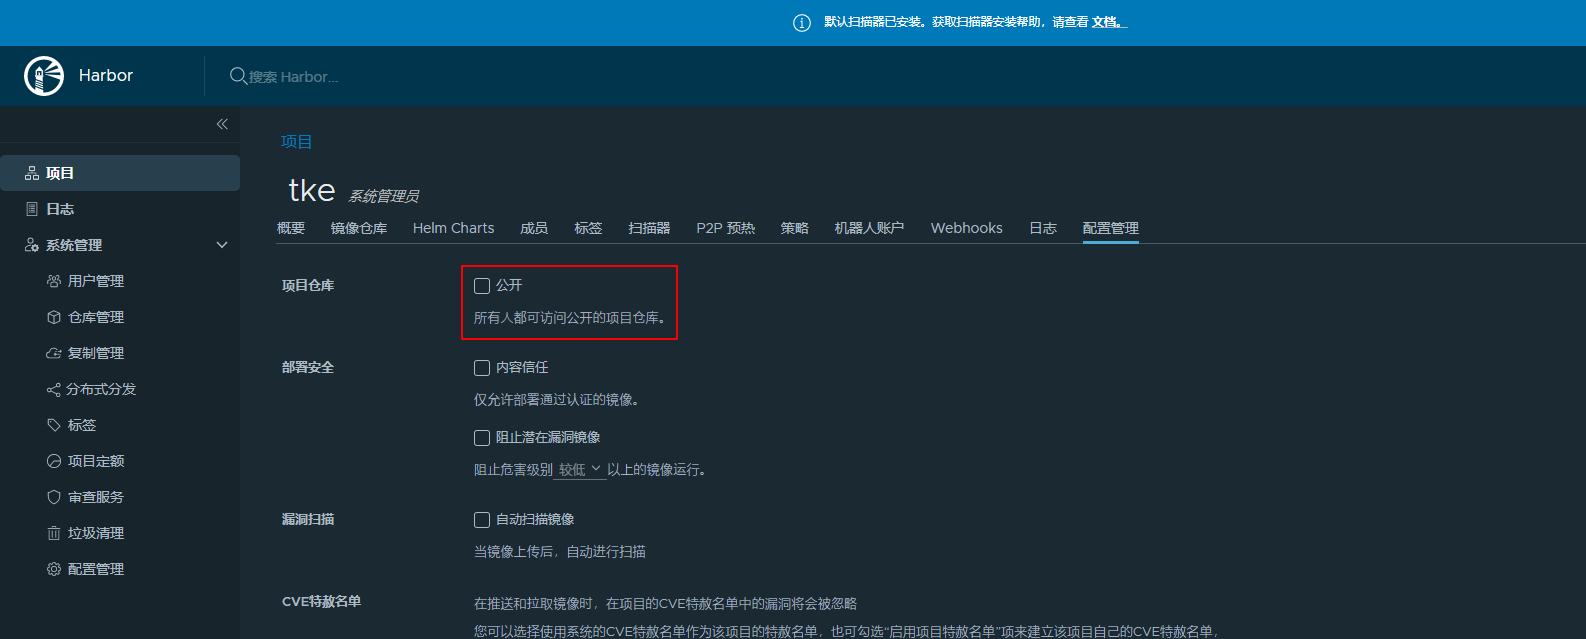 默认扫描器已安装。获取扫描器安装帮助，请查看 文档。
Harbor
搜索 Harbor...
项目
日志
系统管理
用户管理
仓库管理
复制管理
分布式分发
标签
项目定额
审查服务
垃圾清理
配置管理
项目
tke 系统管理员
概要 镜像仓库 Helm Charts 成员 标签 扫描器 P2P 预热 策略 机器人账户 Webhooks 日志 配置管理
项目仓库 公开
所有人都可访问公开的项目仓库。
部署安全 内容信任
仅允许部署通过认证的镜像。
阻止潜在漏洞镜像
阻止危害级别 较低 以上的镜像运行。
漏洞扫描 自动扫描镜像
当镜像上传后，自动进行扫描
CVE特赦名单 在推送和拉取镜像时，在项目的CVE特赦名单中的漏洞将会被忽略
您可以选择使用系统的CVE特赦名单作为该项目的特赦名单，也可勾选“启用项目特赦名单”项来建立该项目自己的CVE特赦名单，